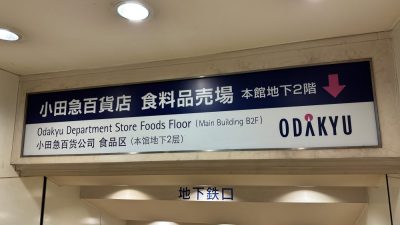 小田急百貨店 食料品売場 本館地下2階
Odakyu Department Store Foods Floor (Main Building B2F)
小田急百货公司 食品区 (本馆地下2层)
ODAKYU
地下鉄口